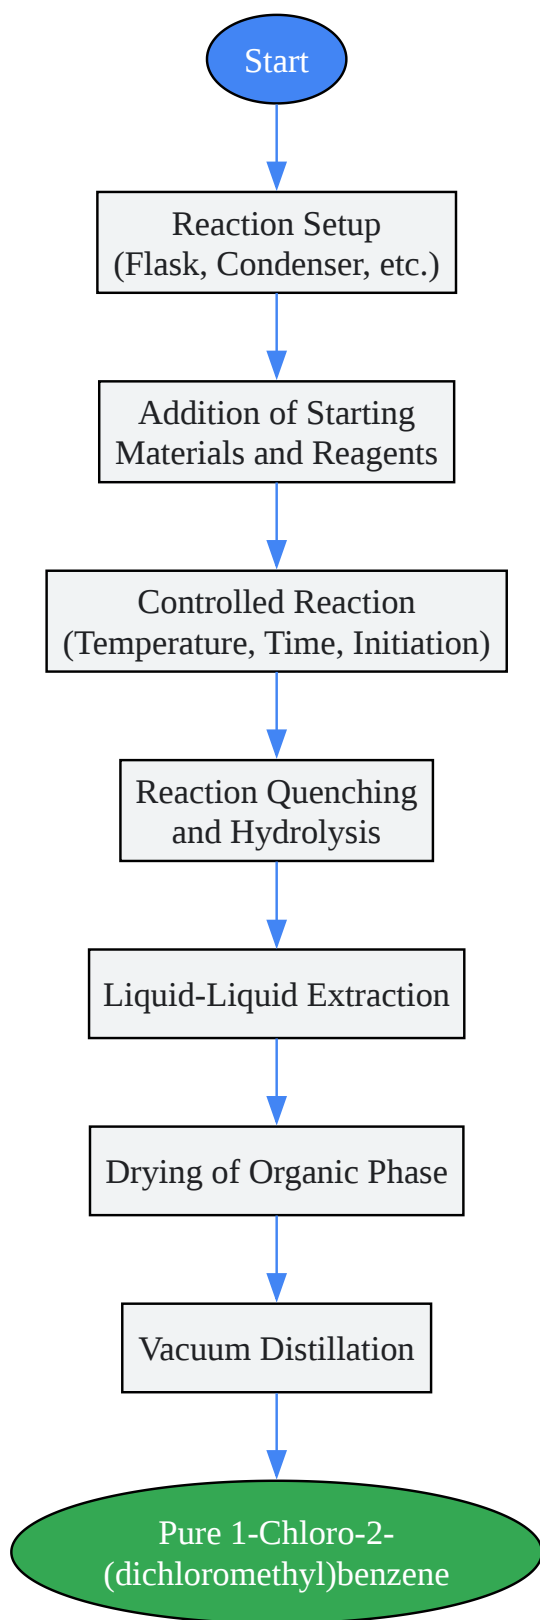 Start
Reaction Setup
(Flask, Condenser, etc.)
Addition of Starting
Materials and Reagents
Controlled Reaction
(Temperature, Time, Initiation)
Reaction Quenching
and Hydrolysis
Liquid-Liquid Extraction
Drying of Organic Phase
Vacuum Distillation
Pure 1-Chloro-2-
(dichloromethyl)benzene